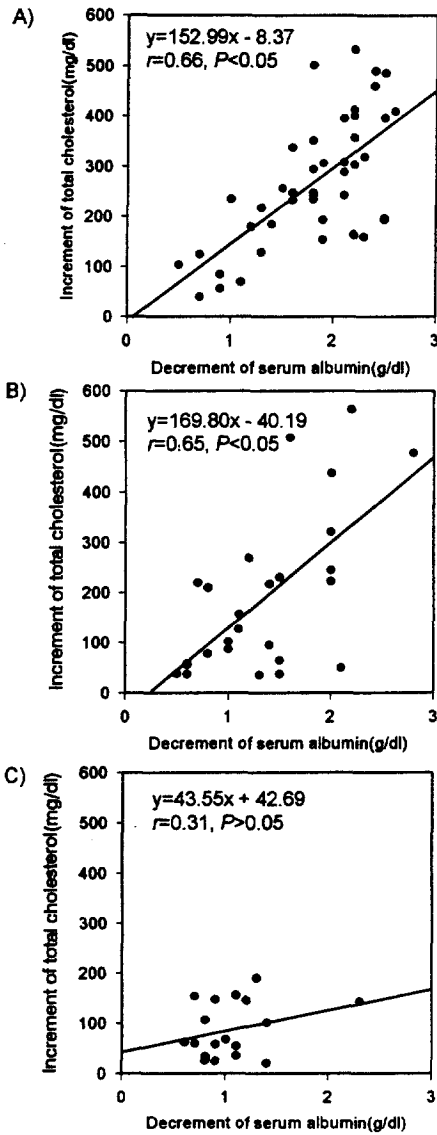 A)
Increment of total cholesterol(mg/dl)
600
500
400
300
200
100
0
y=152.99x - 8.37
r=0.66, P<0.05
0 1 2 3
Decrement of serum albumin(g/dl)
B)
Increment of total cholesterol(mg/dl)
600
500
400
300
200
100
0
y=169.80x - 40.19
r=0.65, P<0.05
0 1 2 3
Decrement of serum albumin(g/dl)
C)
Increment of total cholesterol(mg/dl)
600
500
400
300
200
100
0
y=43.55x + 42.69
r=0.31, P>0.05
0 1 2 3
Decrement of serum albumin(g/dl)